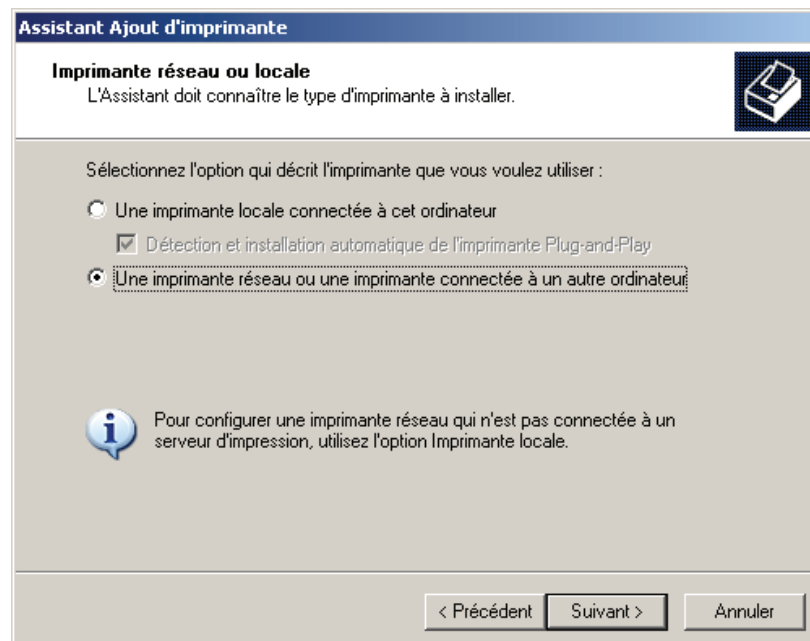 Assistant Ajout d'imprimante
Imprimante réseau ou locale
L'Assistant doit connaître le type d'imprimante à installer.
Sélectionnez l'option qui décrit l'imprimante que vous voulez utiliser :
Une imprimante locale connectée à cet ordinateur
Détection et installation automatique de l'imprimante Plug-and-Play
Une imprimante réseau ou une imprimante connectée à un autre ordinateur
Pour configurer une imprimante réseau qui n'est pas connectée à un
serveur d'impression, utilisez l'option Imprimante locale.
< Précédent Suivant > Annuler